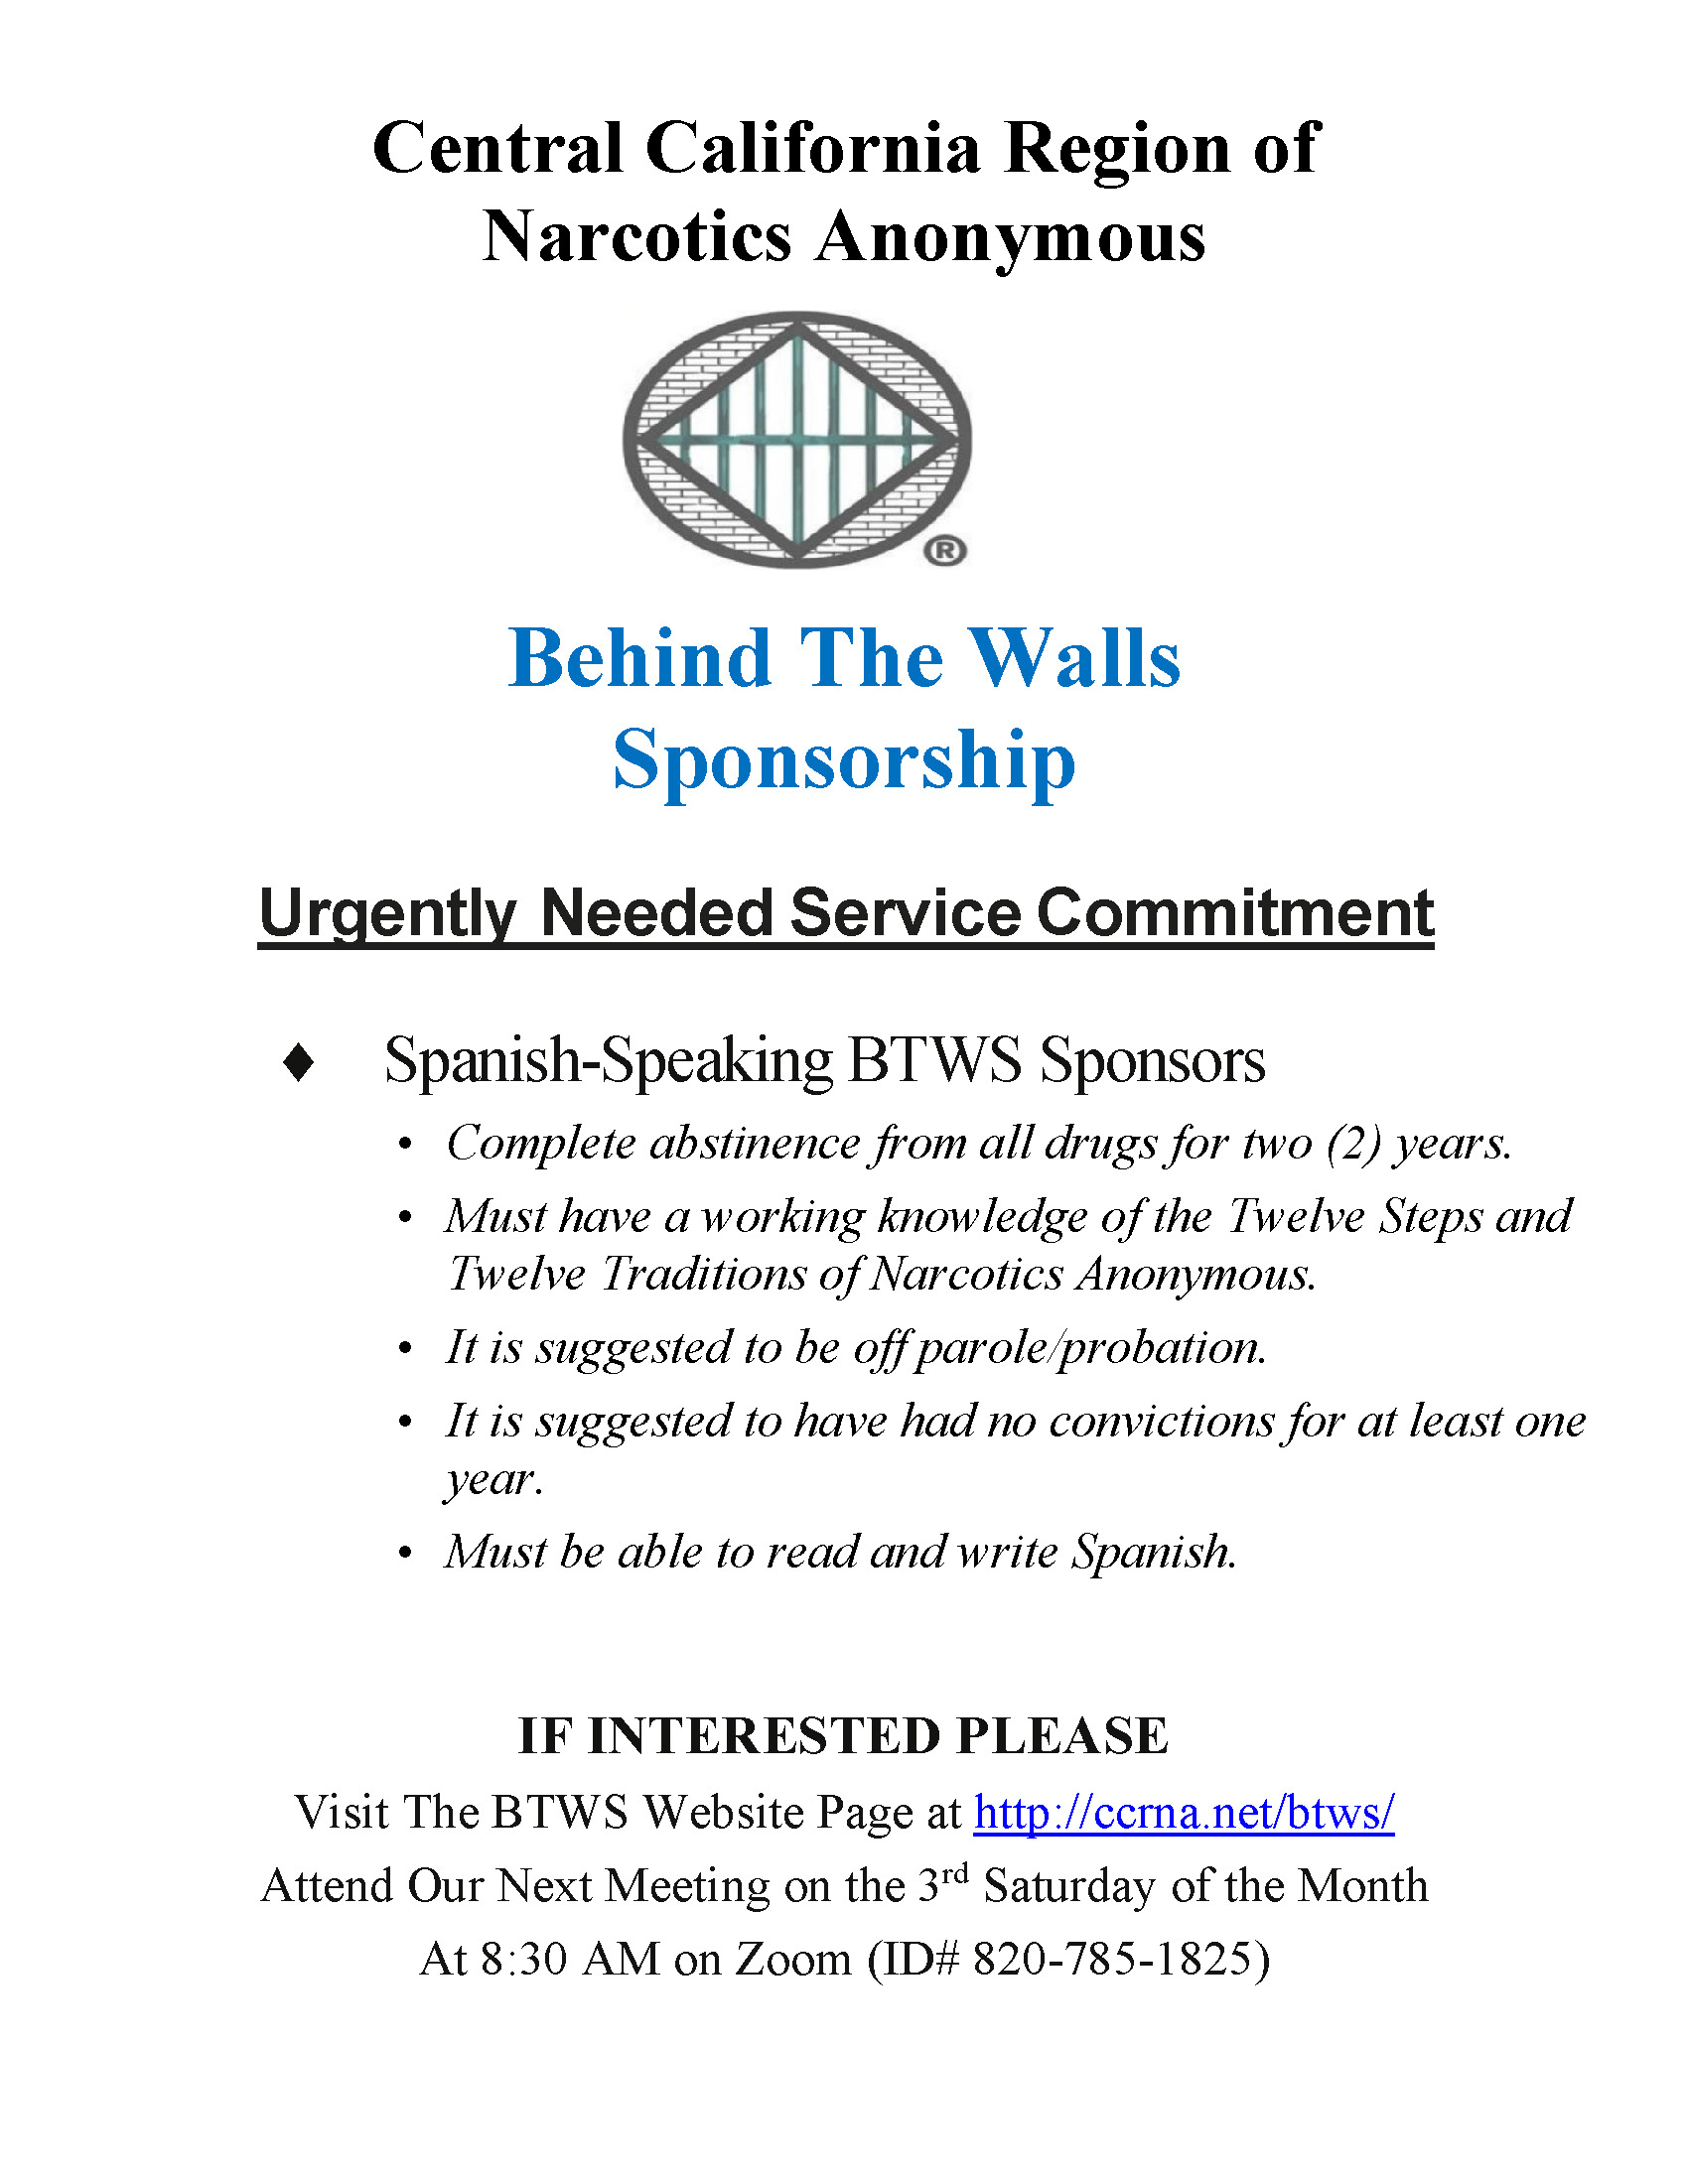 Central California Region of
Narcotics Anonymous
®
Behind The Walls
Sponsorship
Urgently Needed Service Commitment
♦ Spanish-Speaking BTWS Sponsors
• Complete abstinence from all drugs for two (2) years.
• Must have a working knowledge of the Twelve Steps and
Twelve Traditions of Narcotics Anonymous.
• It is suggested to be off parole/probation.
• It is suggested to have had no convictions for at least one
year.
• Must be able to read and write Spanish.
IF INTERESTED PLEASE
Visit The BTWS Website Page at http://ccrna.net/btws/
Attend Our Next Meeting on the 3rd Saturday of the Month
At 8:30 AM on Zoom (ID# 820-785-1825)